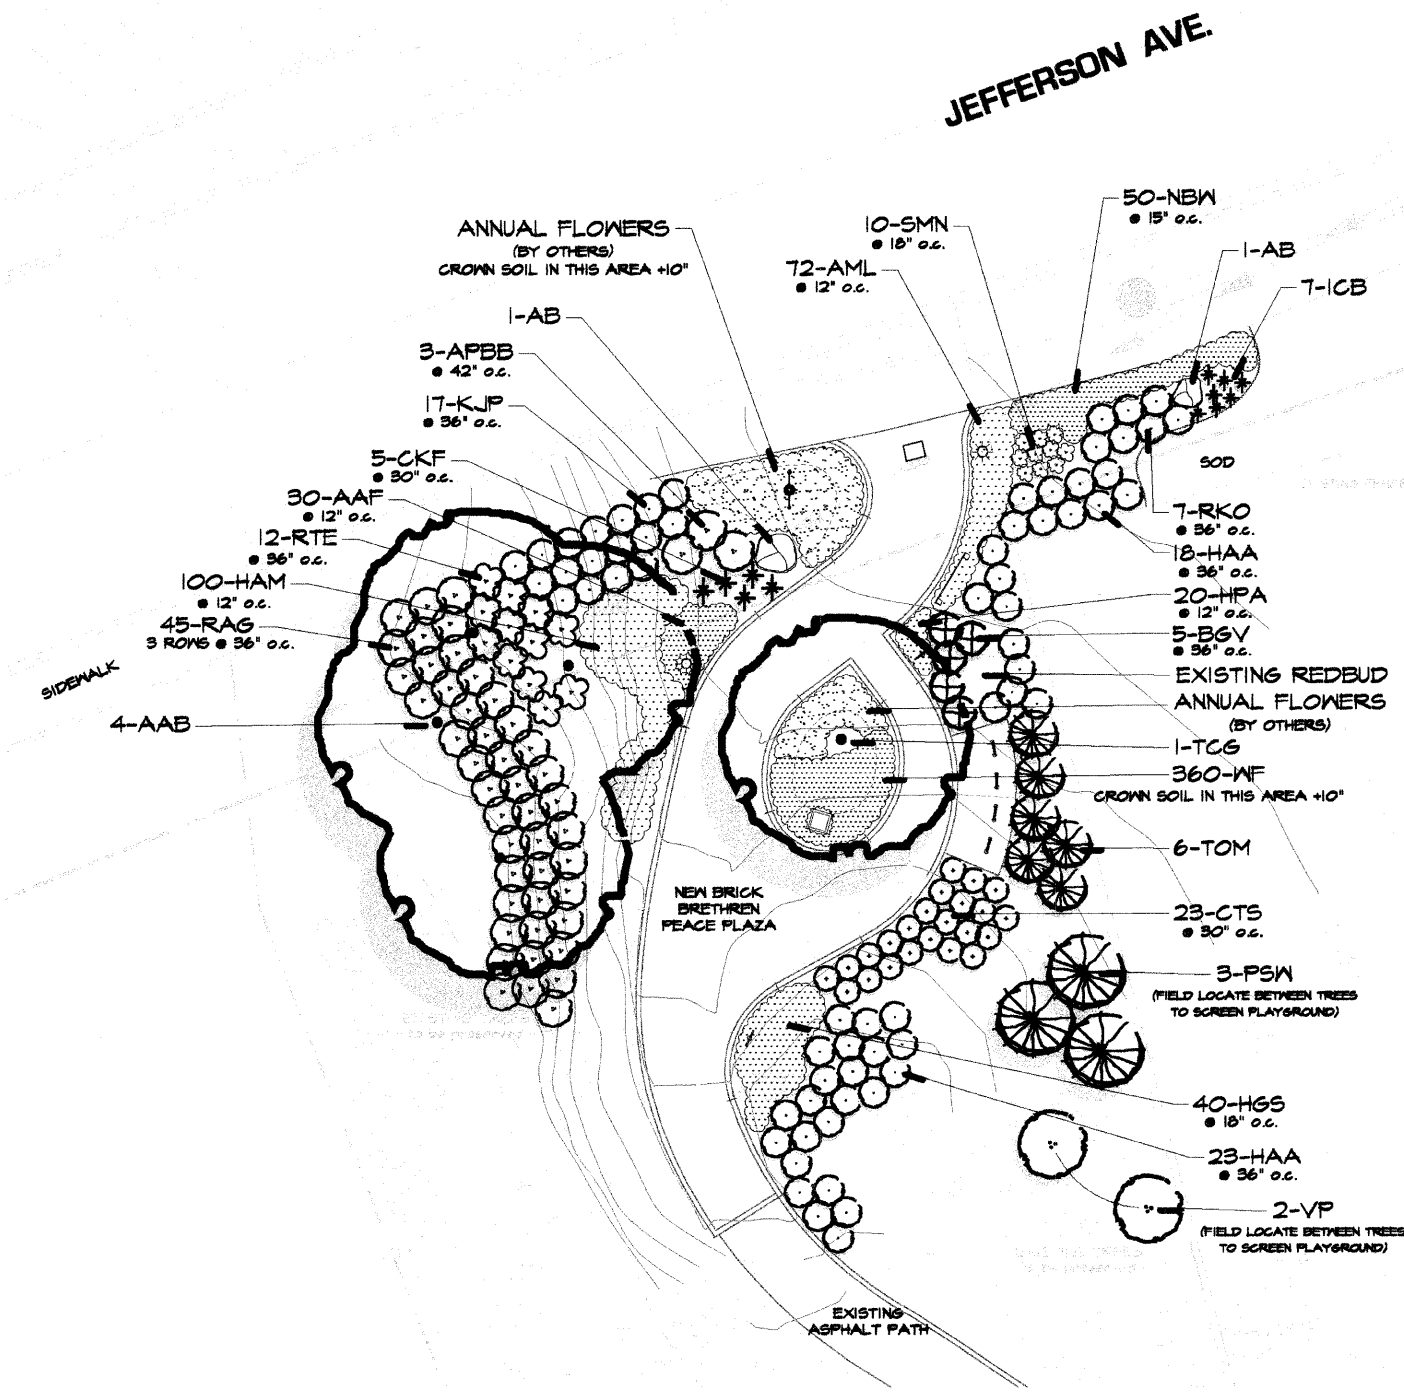 JEFFERSON AVE.
50-NBW
@ 15" o.c.
10-SMN
@ 18" o.c.
ANNUAL FLOWERS
(BY OTHERS)
CROWN SOIL IN THIS AREA +10"
1-AB
72-AML
@ 12" o.c.
7-ICB
1-AB
3-APBB
@ 42" o.c.
17-KJP
@ 36" o.c.
5-CKF
@ 30" o.c.
SOD
30-AAF
@ 12" o.c.
7-RKO
@ 36" o.c.
12-RTE
@ 36" o.c.
18-HAA
@ 36" o.c.
100-HAM
@ 12" o.c.
20-HPA
@ 12" o.c.
45-RAG
3 ROWS @ 36" o.c.
5-BGV
@ 36" o.c.
SIDEWALK
EXISTING REDBUD
ANNUAL FLOWERS
(BY OTHERS)
4-AAB
1-TCG
360-WF
CROWN SOIL IN THIS AREA +10"
6-TOM
NEW BRICK
BRETHREN
PEACE PLAZA
23-CTS
@ 30" o.c.
3-PSW
(FIELD LOCATE BETWEEN TREES
TO SCREEN PLAYGROUND)
40-HGS
@ 18" o.c.
23-HAA
@ 36" o.c.
2-VP
(FIELD LOCATE BETWEEN TREES
TO SCREEN PLAYGROUND)
EXISTING
ASPHALT PATH